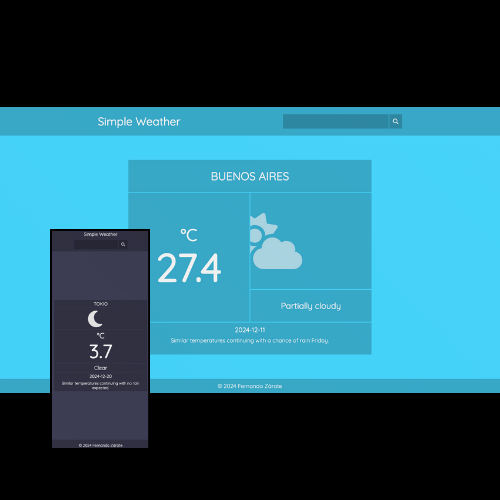 Simple Weather
BUENOS AIRES
°C
27.4
Partially cloudy
2024-12-11
Similar temperatures continuing with a chance of rain Friday.
© 2024 Fernando Zárate
Simple Weather
TOKIO
°C
3.7
Clear
2024-12-20
Similar temperatures continuing with no rain
expected.
© 2024 Fernando Zárate